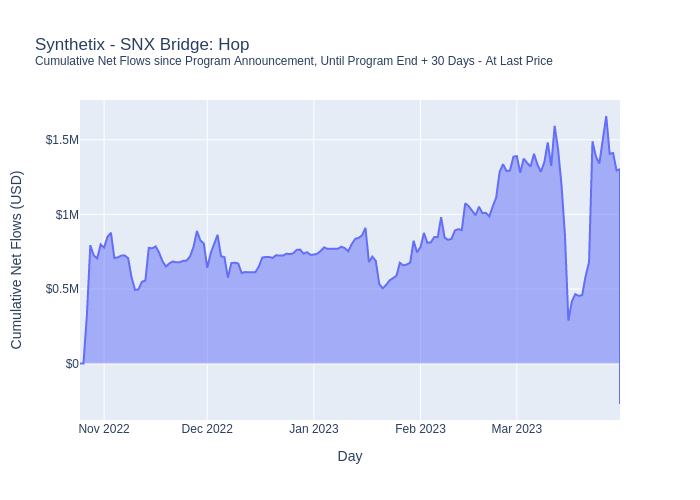 Synthetix - SNX Bridge: Hop
Cumulative Net Flows since Program Announcement, Until Program End + 30 Days - At Last Price
Cumulative Net Flows (USD)
$1.5M
$1M
$0.5M
$0
Nov 2022 Dec 2022 Jan 2023 Feb 2023 Mar 2023
Day